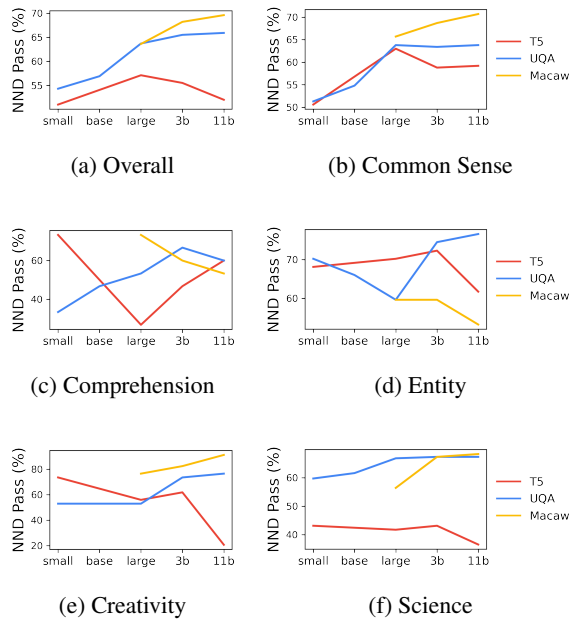 NND Pass (%)
70
65
60
55
small base large 3b 11b
(a) Overall
NND Pass (%)
70
65
60
55
50
small base large 3b 11b
T5
UQA
Macaw
(b) Common Sense
NND Pass (%)
60
40
small base large 3b 11b
(c) Comprehension
NND Pass (%)
70
60
small base large 3b 11b
T5
UQA
Macaw
(d) Entity
NND Pass (%)
80
60
40
20
small base large 3b 11b
(e) Creativity
NND Pass (%)
60
50
40
small base large 3b 11b
T5
UQA
Macaw
(f) Science